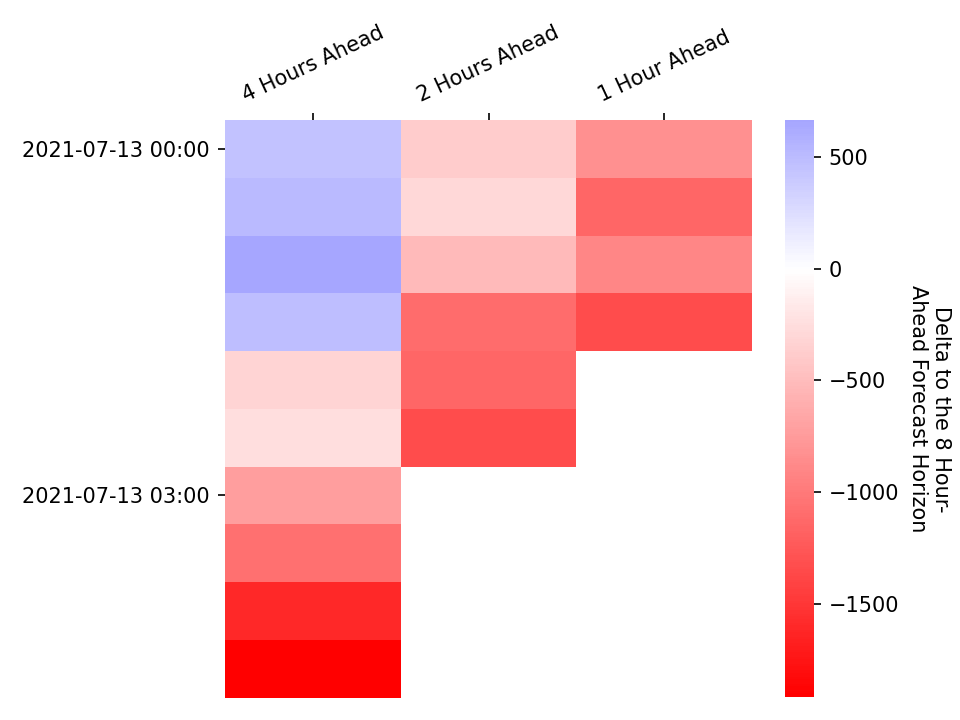 4 Hours Ahead
2 Hours Ahead
1 Hour Ahead
2021-07-13 00:00
2021-07-13 03:00
500
0
−500
−1000
−1500
Delta to the 8 Hour-
Ahead Forecast Horizon